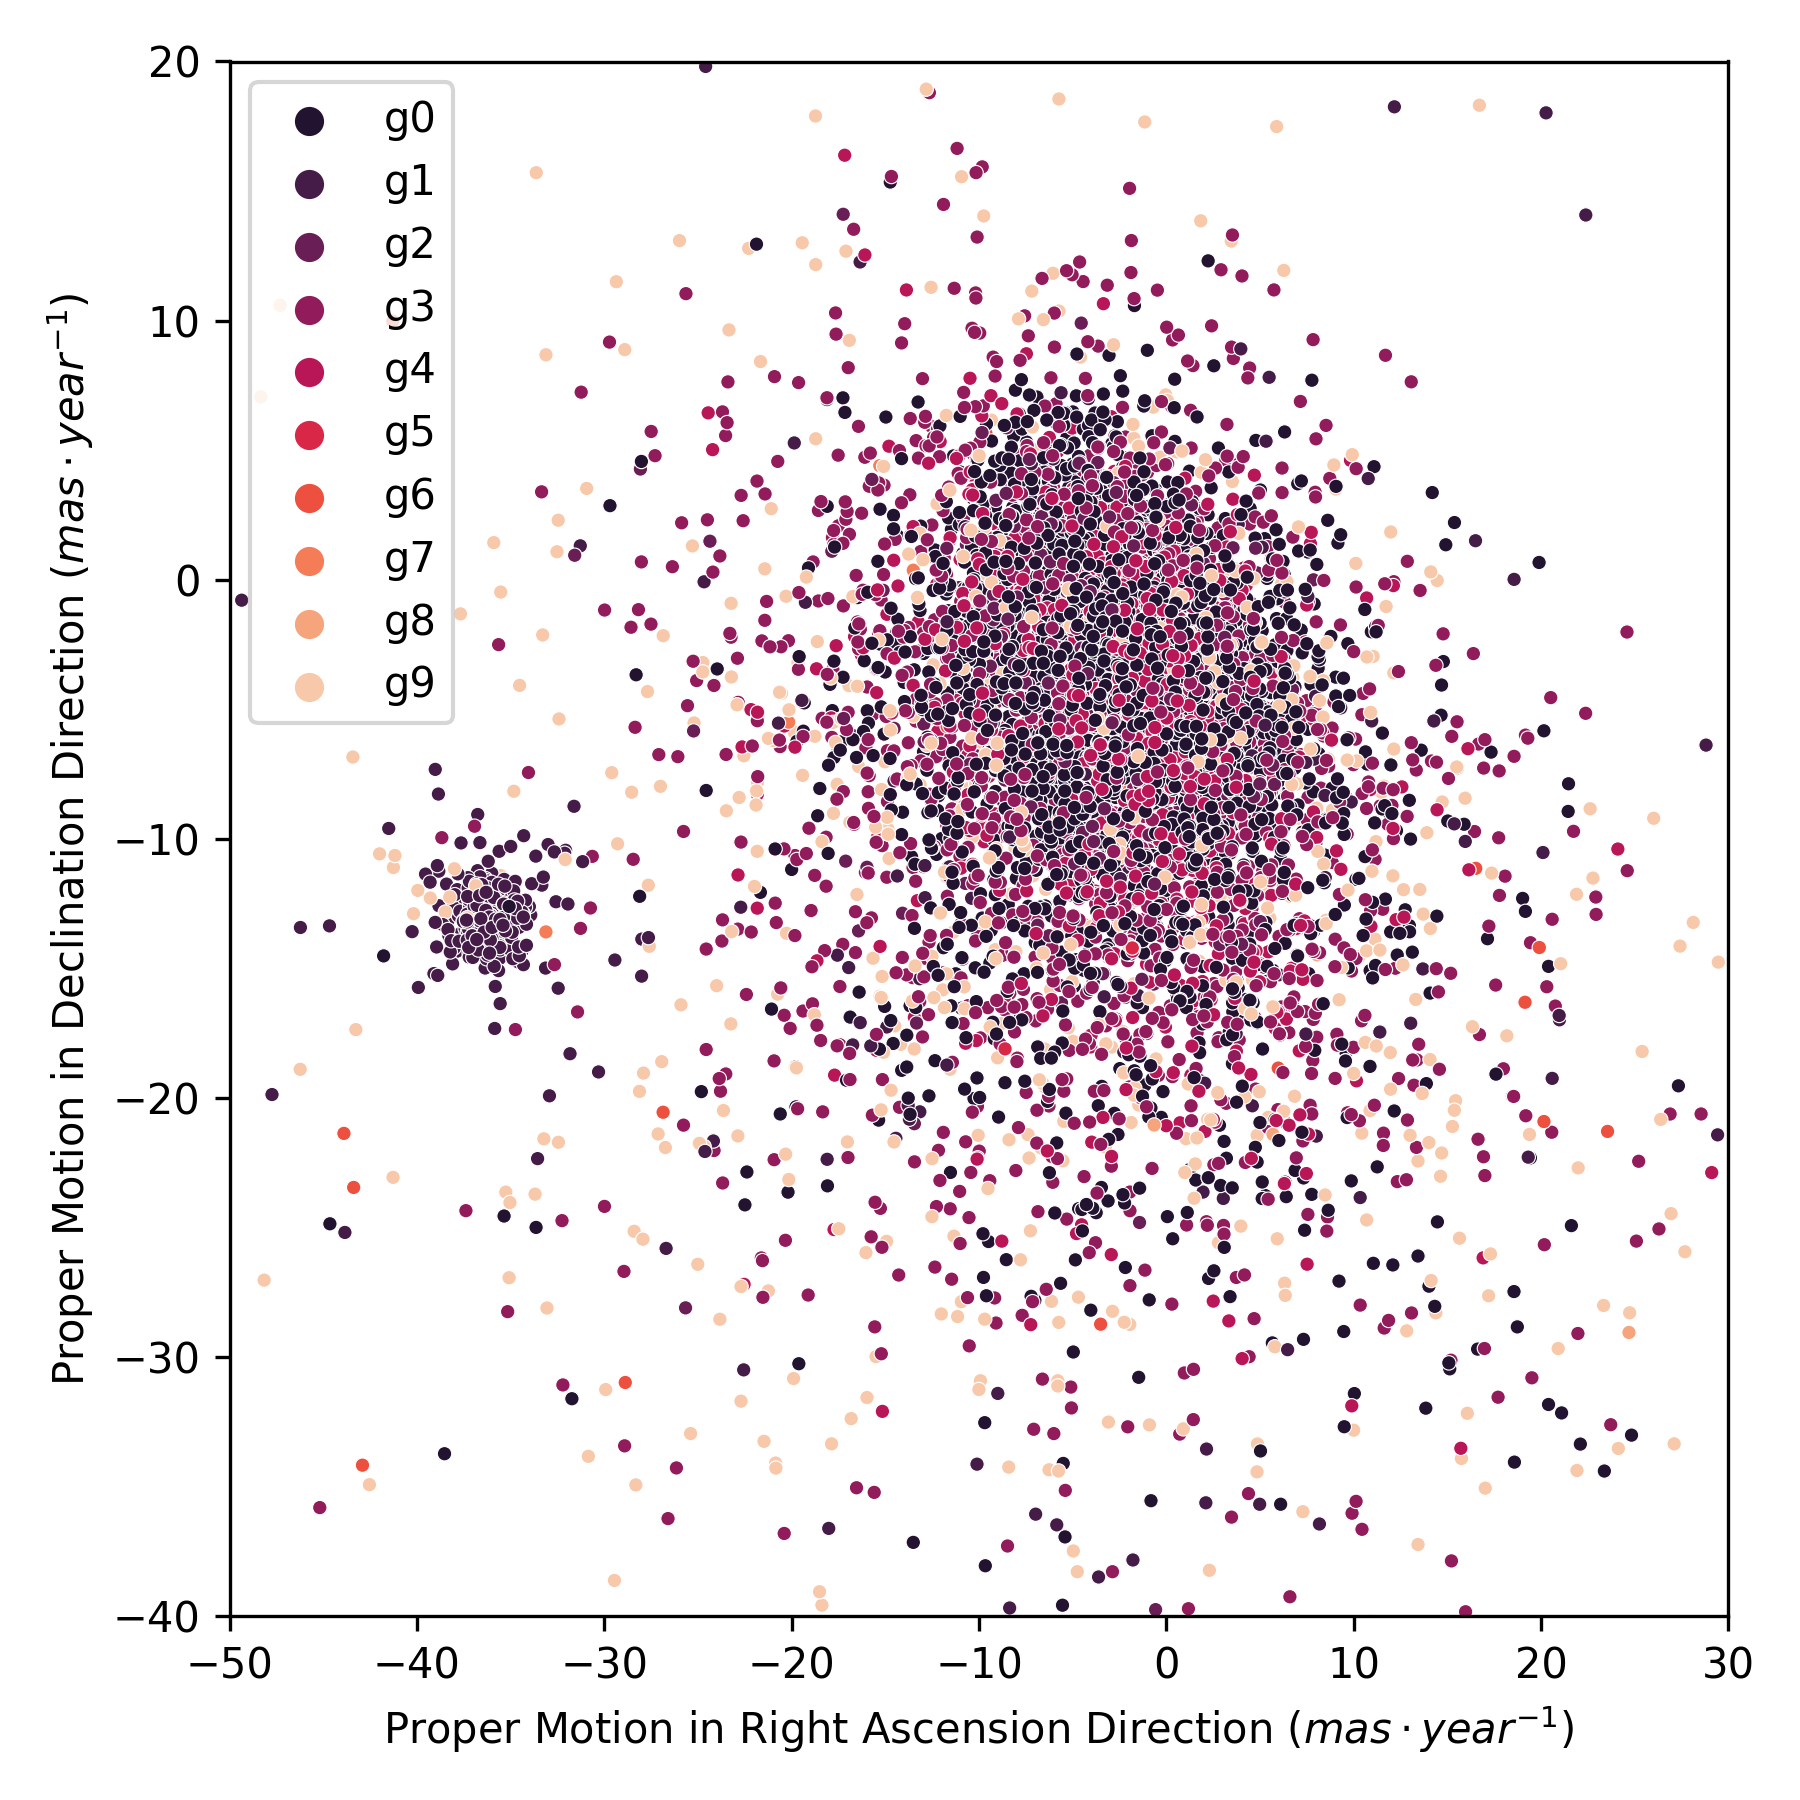 20
10
0
−10
−20
−30
−40
Proper Motion in Declination Direction (mas · year⁻¹)
g0
g1
g2
g3
g4
g5
g6
g7
g8
g9
−50 −40 −30 −20 −10 0 10 20 30
Proper Motion in Right Ascension Direction (mas · year⁻¹)